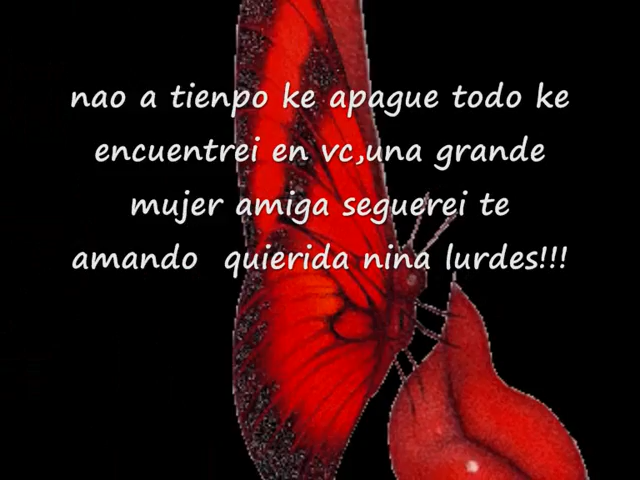 nao a tienpo ke apague todo ke
encuentrei en vc,una grande
mujer amiga seguerei te
amando quierida nina lurdes!!!